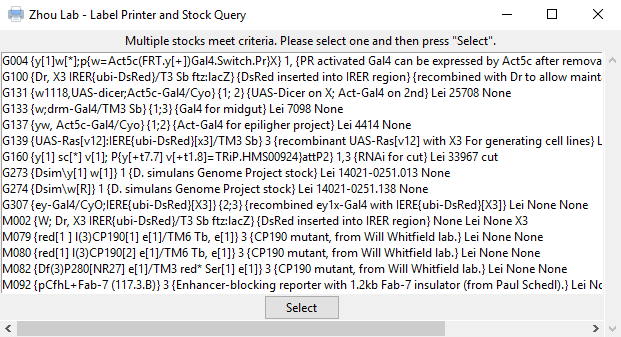 Zhou Lab - Label Printer and Stock Query
Multiple stocks meet criteria. Please select one and then press "Select".
G004 {y[1]w[*];p{w=Act5c(FRT.y[+])Gal4.Switch.Pr}X} 1, {PR activated Gal4 can be expressed by Act5c after remova
G100 {Dr, X3 IRER{ubi-DsRed}/T3 Sb ftz:lacZ} {DsRed inserted into IRER region} {recombined with Dr to allow maint
G131 {w1118,UAS-dicer;Act5c-Gal4/Cyo} {1; 2} {UAS-Dicer on X; Act-Gal4 on 2nd} Lei 25708 None
G133 {w;drm-Gal4/TM3 Sb} {1;3} {Gal4 for midgut} Lei 7098 None
G137 {yw, Act5c-Gal4/Cyo} {1;2} {Act-Gal4 for epiligher project} Lei 4414 None
G139 {UAS-Ras[v12]:IERE{ubi-DsRed}[x3]/TM3 Sb} 3 {recombinant UAS-Ras[v12] with X3 For generating cell lines} L
G160 {y[1] sc[*] v[1]; P{y[+t7.7] v[+t1.8]=TRiP.HMS00924}attP2} 1,3 {RNAi for cut} Lei 33967 cut
G273 {Dsim\y[1] w[1]} 1 {D. simulans Genome Project stock} Lei 14021-0251.013 None
G274 {Dsim\w[R]} 1 {D. simulans Genome Project stock} Lei 14021-0251.138 None
G307 {ey-Gal4/CyO;IERE{ubi-DsRed}[X3]} {2;3} {recombined ey1x-Gal4 with IERE{ubi-DsRed}[X3]} Lei None None
M002 {W; Dr, X3 IRER{ubi-DsRed}/T3 Sb ftz:lacZ} {DsRed inserted into IRER region} None Lei None X3
M079 {red[1 ] l(3)CP190[1] e[1]/TM6 Tb, e[1]} 3 {CP190 mutant, from Will Whitfield lab.} Lei None None
M080 {red[1] l(3)CP190[2] e[1]/TM6 Tb, e[1]} 3 {CP190 mutant, from Will Whitfield lab.} Lei None None
M082 {Df(3)P280[NR27] e[1]/TM3 red* Ser[1] e[1]} 3 {CP190 mutant, from Will Whitfield lab.} Lei None None
M092 {pCfhL+Fab-7 (117.3.B)} 3 {Enhancer-blocking reporter with 1.2kb Fab-7 insulator (from Paul Schedl).} Lei No
Select